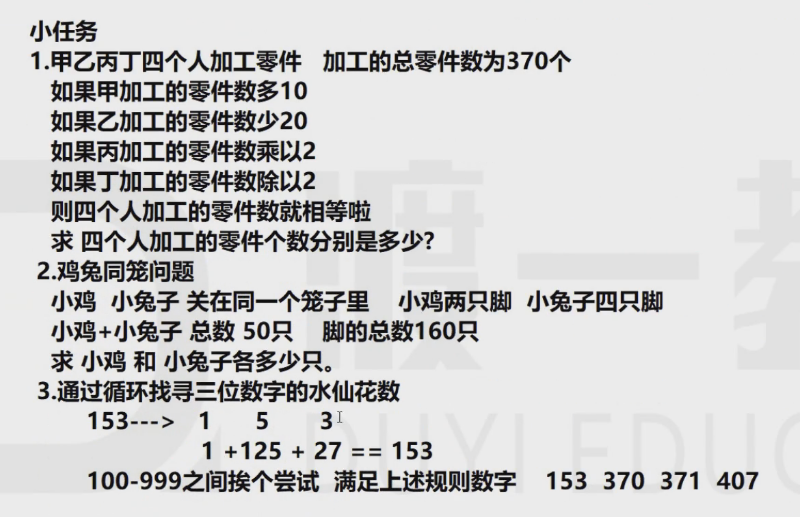 小任务
1.甲乙丙丁四个人加工零件 加工的总零件数为370个
如果甲加工的零件数多10
如果乙加工的零件数少20
如果丙加工的零件数乘以2
如果丁加工的零件数除以2
则四个人加工的零件数就相等啦
求 四个人加工的零件个数分别是多少?
2.鸡兔同笼问题
小鸡 小兔子 关在同一个笼子里 小鸡两只脚 小兔子四只脚
小鸡+小兔子 总数 50只 脚的总数160只
求 小鸡 和 小兔子各多少只。
3.通过循环找寻三位数字的水仙花数
153---> 1 5 3
1 +125 + 27 == 153
100-999之间挨个尝试 满足上述规则数字 153 370 371 407
渡一教
DUYI EDUC